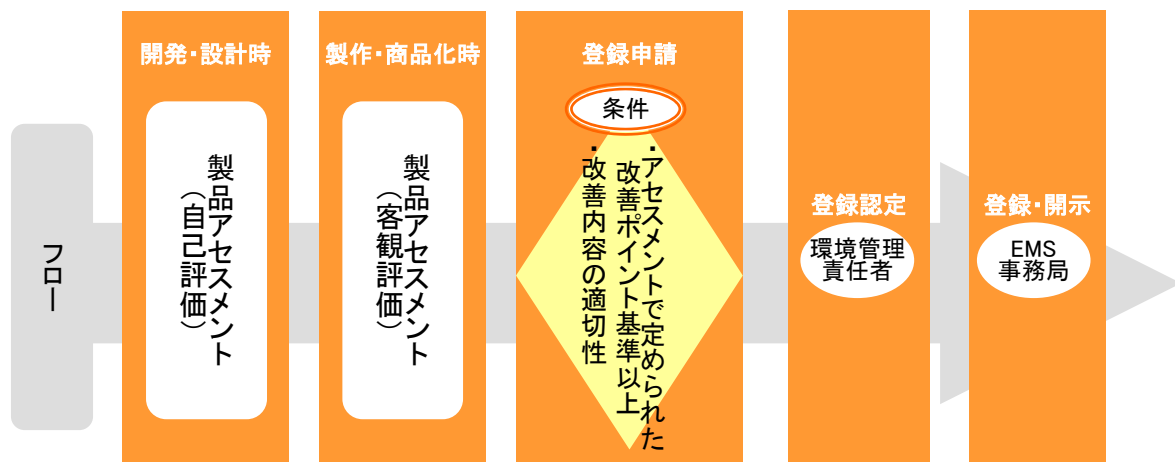 フロー
開発・設計時
製品アセスメント
（自己評価）
製作・商品化時
製品アセスメント
（客観評価）
登録申請
条件
・アセスメントで定められた
改善ポイント基準以上
・改善内容の適切性
登録認定
環境管理
責任者
登録・開示
EMS
事務局